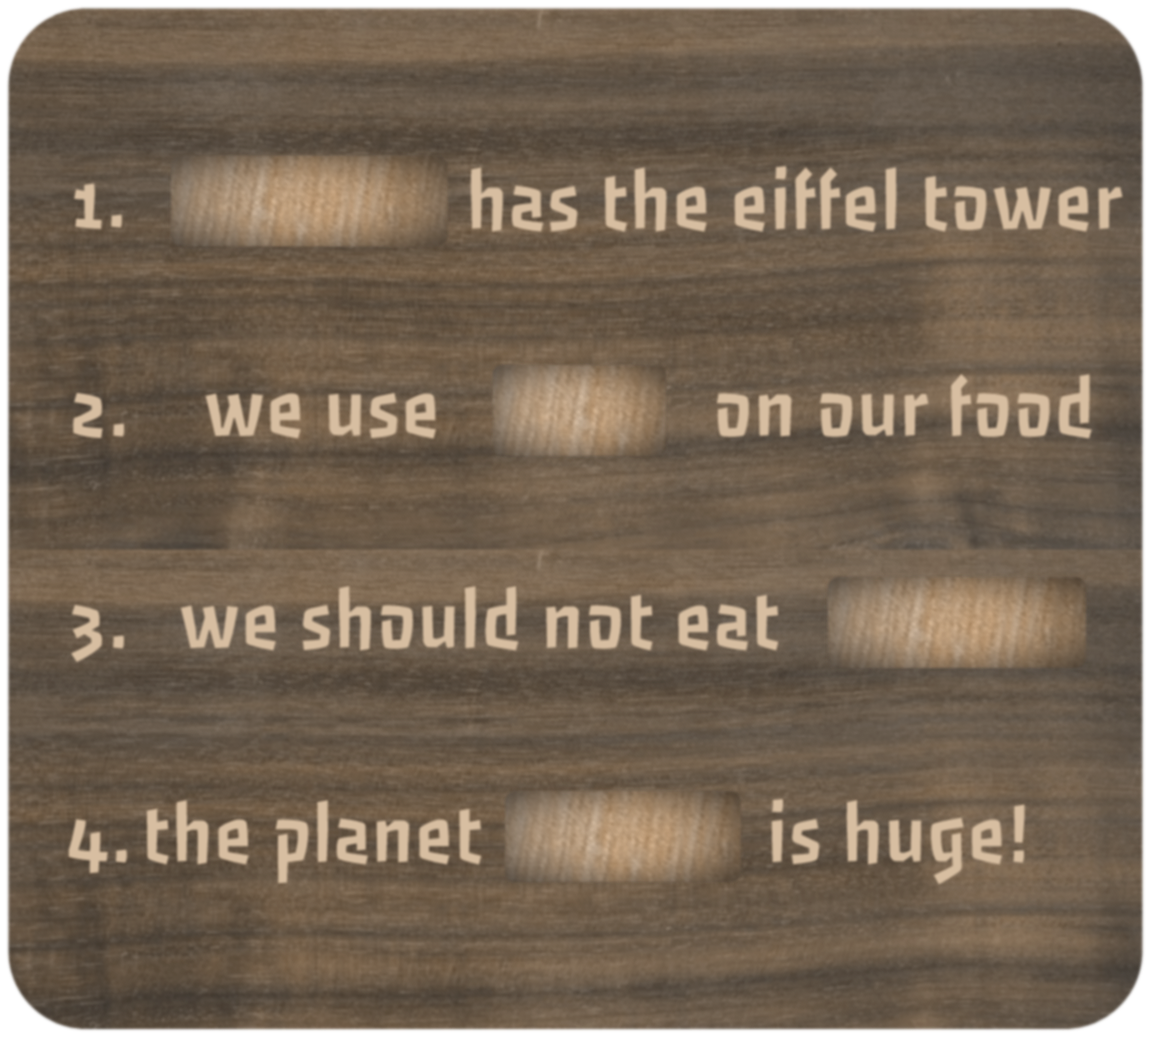 1. has the eiffel tower
2. we use on our food
3. we should not eat
4. the planet is huge!